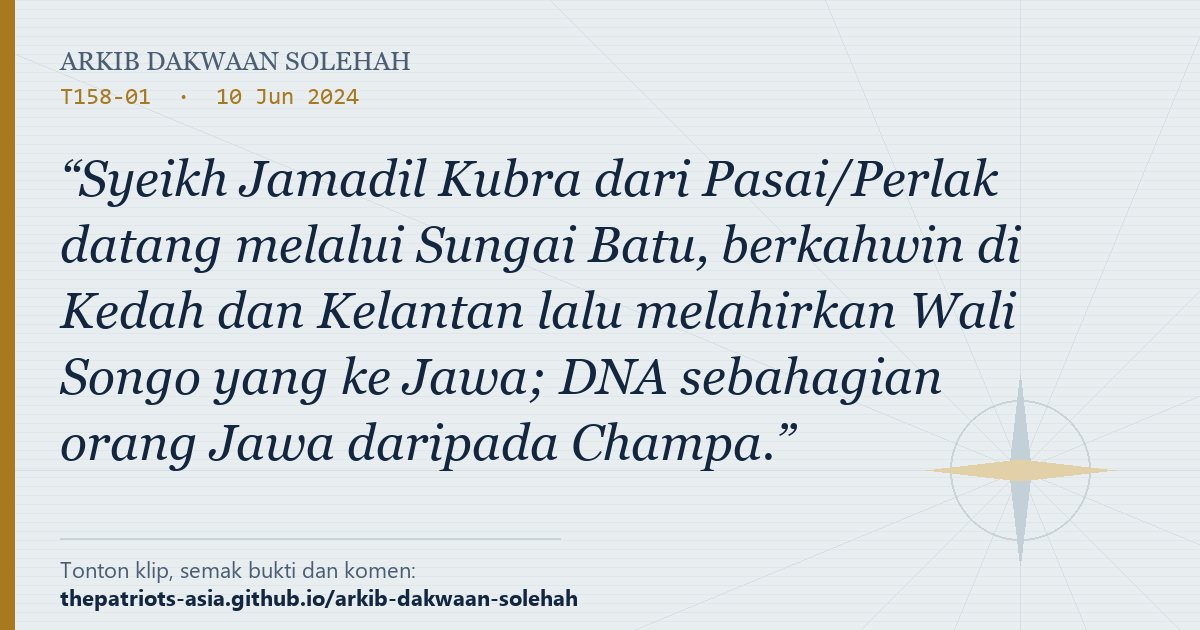 ARKIB DAKWAAN SOLEHAH
T158-01 · 10 Jun 2024
“Syeikh Jamadil Kubra dari Pasai/Perlak
datang melalui Sungai Batu, berkahwin di
Kedah dan Kelantan lalu melahirkan Wali
Songo yang ke Jawa; DNA sebahagian
orang Jawa daripada Champa.”
Tonton klip, semak bukti dan komen:
thepatriots-asia.github.io/arkib-dakwaan-solehah